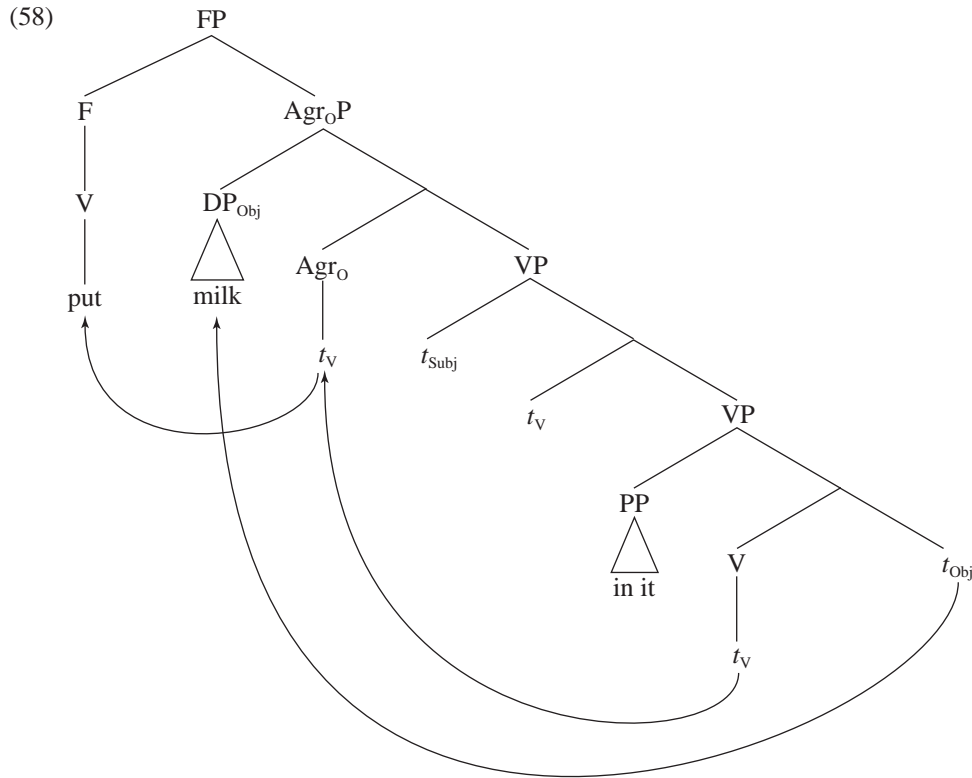 (58)
FP
F AgrOP
V DPObj
AgrO VP
put milk
tV tSubj
tV VP
PP
V tObj
in it
tV